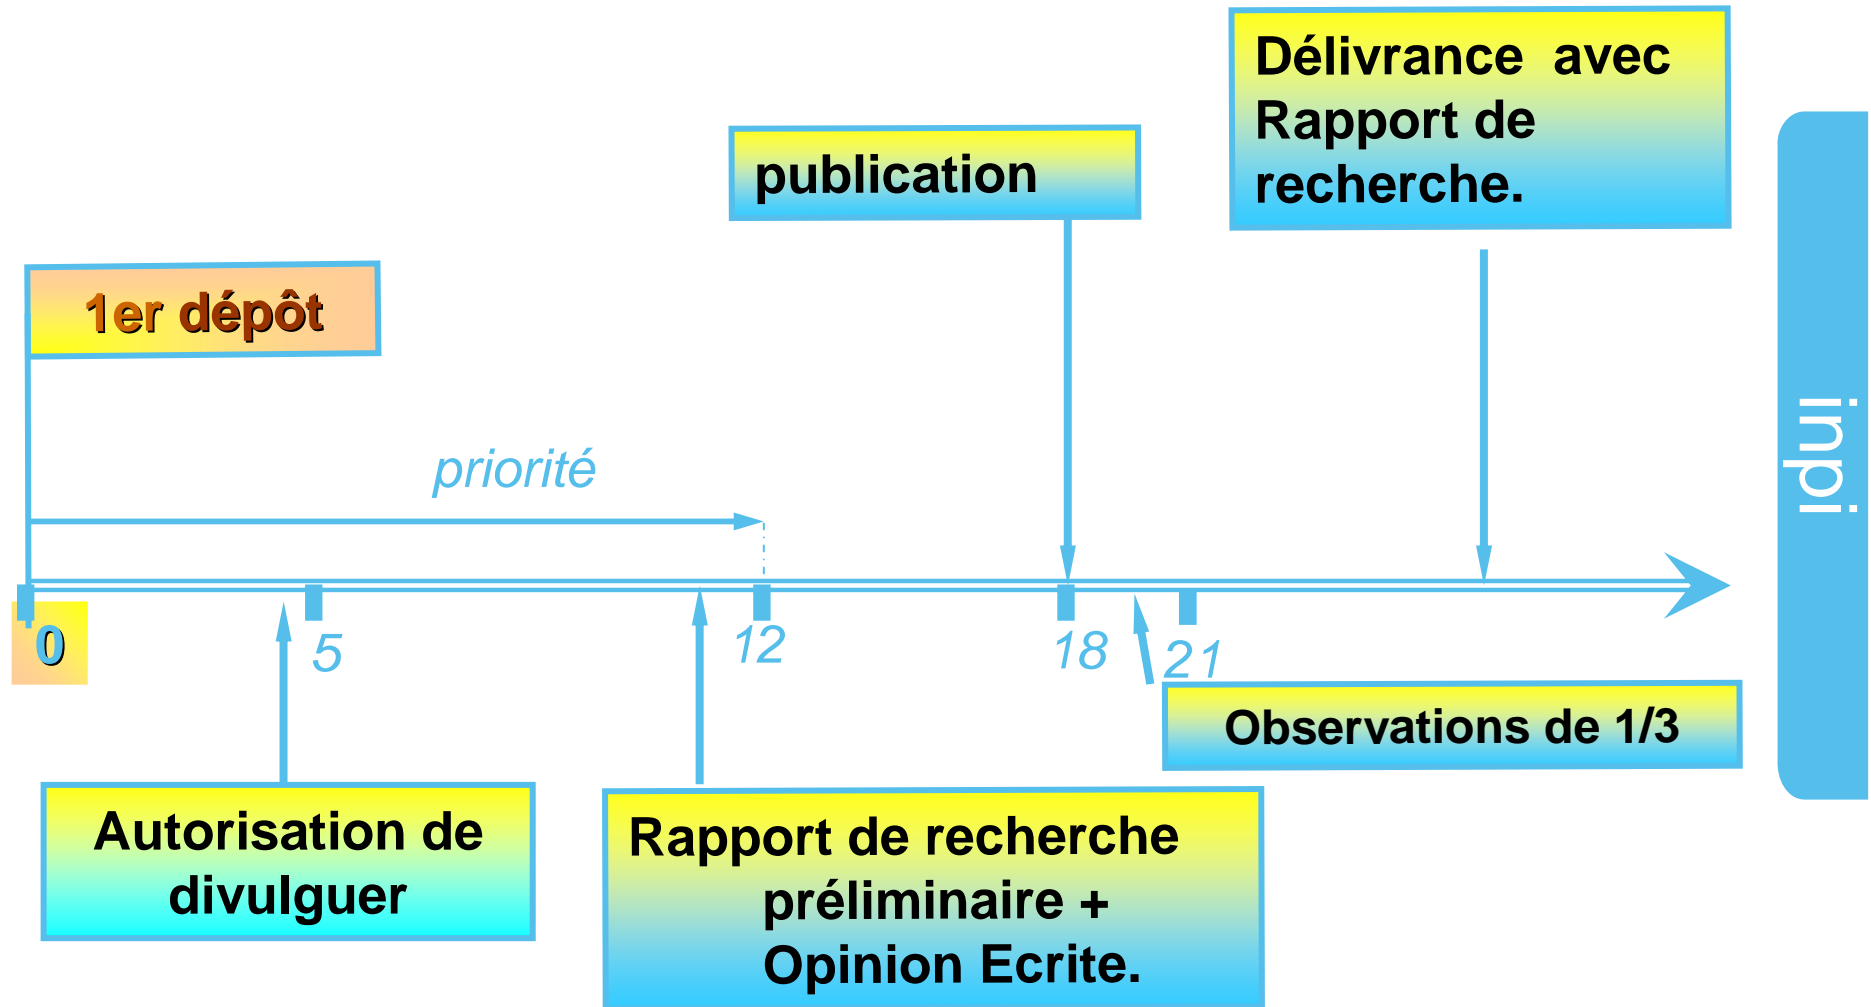 Délivrance avec
Rapport de
recherche.
publication
1er dépôt
priorité
inpi
0
5
12
18
21
Observations de 1/3
Autorisation de
divulguer
Rapport de recherche
préliminaire +
Opinion Ecrite.